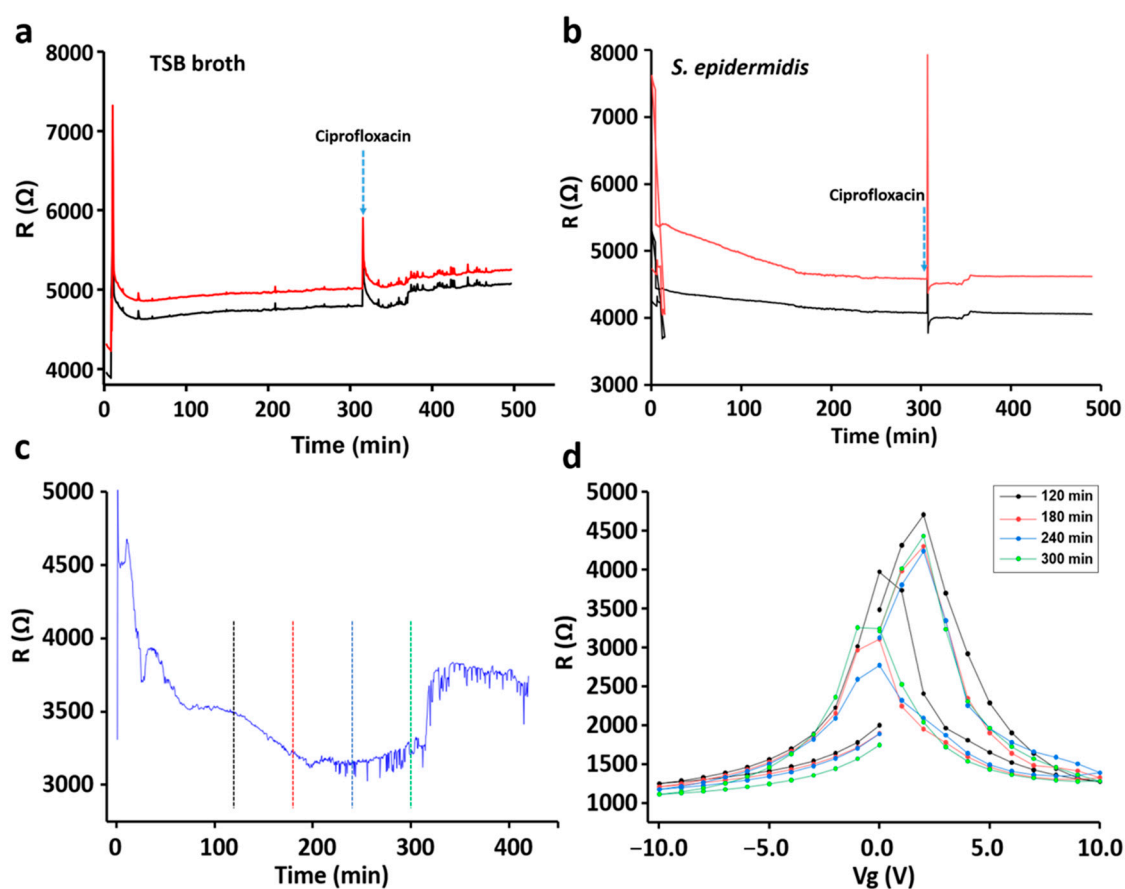 a
TSB broth
8000
7000
6000
5000
4000
R (Ω)
Ciprofloxacin
0 100 200 300 400 500
Time (min)
b
S. epidermidis
8000
7000
6000
5000
4000
3000
R (Ω)
Ciprofloxacin
0 100 200 300 400 500
Time (min)
c
5000
4500
4000
3500
3000
R (Ω)
0 100 200 300 400
Time (min)
d
5000
4500
4000
3500
3000
2500
2000
1500
1000
R (Ω)
120 min
180 min
240 min
300 min
−10.0 −5.0 0.0 5.0 10.0
Vg (V)